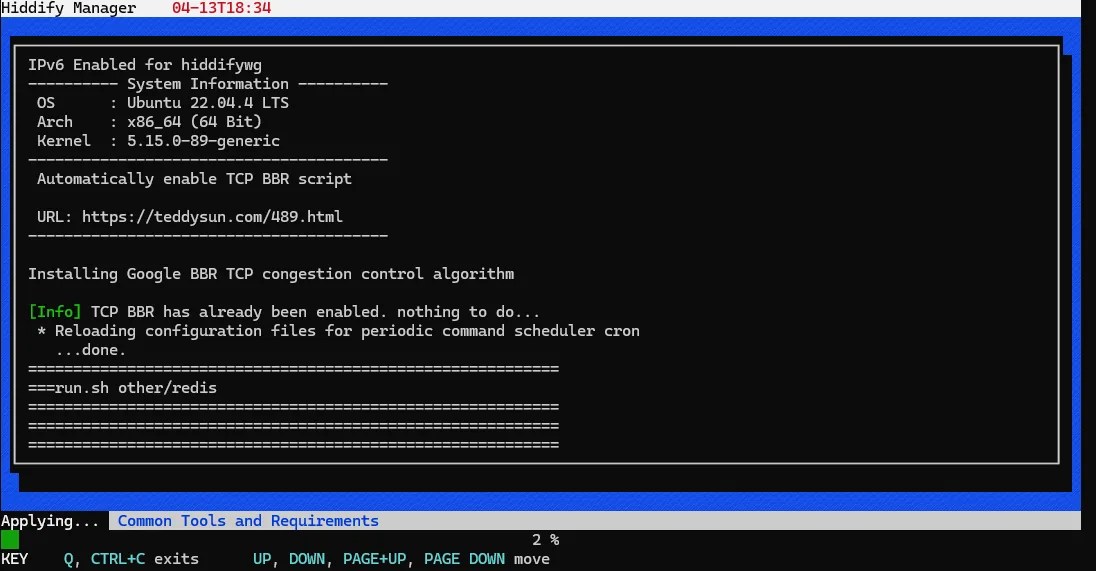 Hiddify Manager    04-13T18:34
IPv6 Enabled for hiddifywg
---------- System Information ----------
 OS      : Ubuntu 22.04.4 LTS
 Arch    : x86_64 (64 Bit)
 Kernel  : 5.15.0-89-generic
----------------------------------------
 Automatically enable TCP BBR script
 URL: https://teddysun.com/489.html
----------------------------------------
Installing Google BBR TCP congestion control algorithm
[Info] TCP BBR has already been enabled. nothing to do...
 * Reloading configuration files for periodic command scheduler cron
   ...done.
===========================================================
===run.sh other/redis
===========================================================
===========================================================
===========================================================
Applying... Common Tools and Requirements
2 %
KEY    Q, CTRL+C exits      UP, DOWN, PAGE+UP, PAGE DOWN move